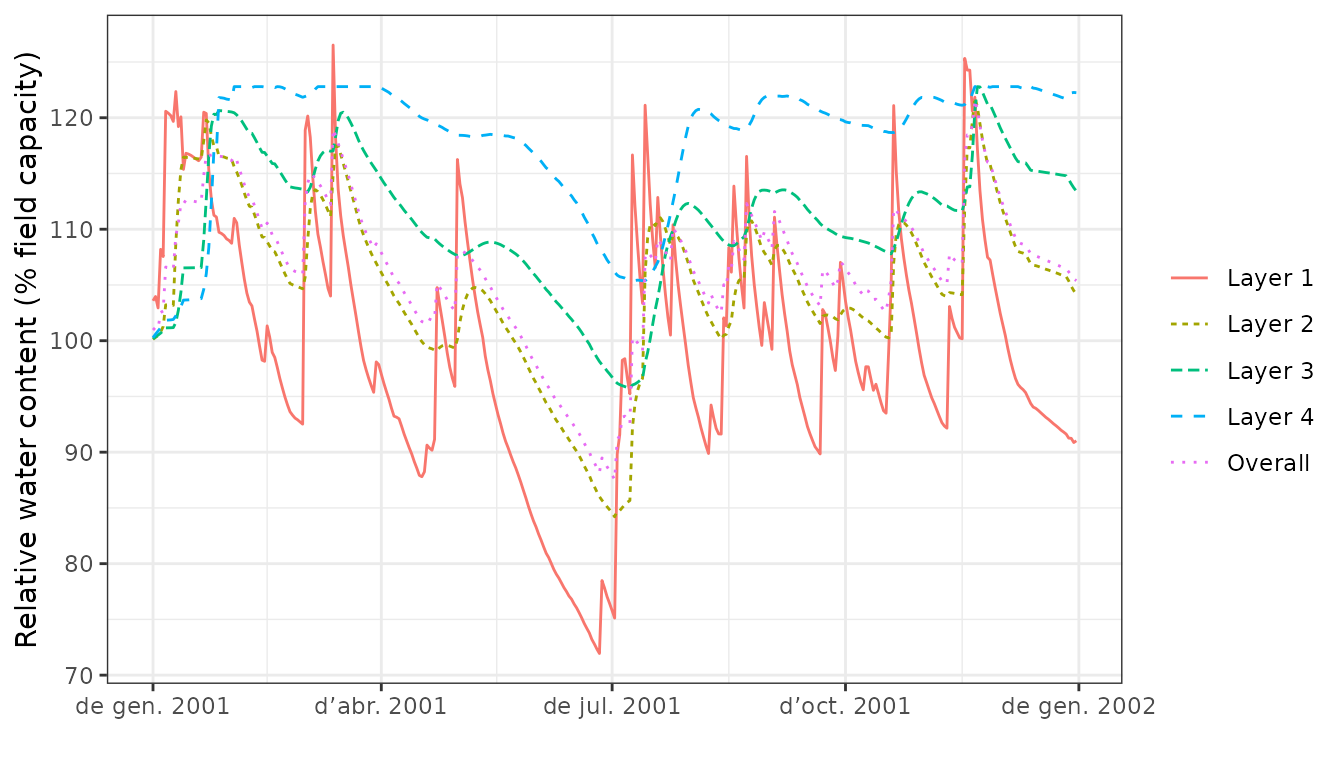 Relative water content (% field capacity)
120
110
100
90
80
70
de gen. 2001
d’abr. 2001
de jul. 2001
d’oct. 2001
de gen. 2002
Layer 1
Layer 2
Layer 3
Layer 4
Overall